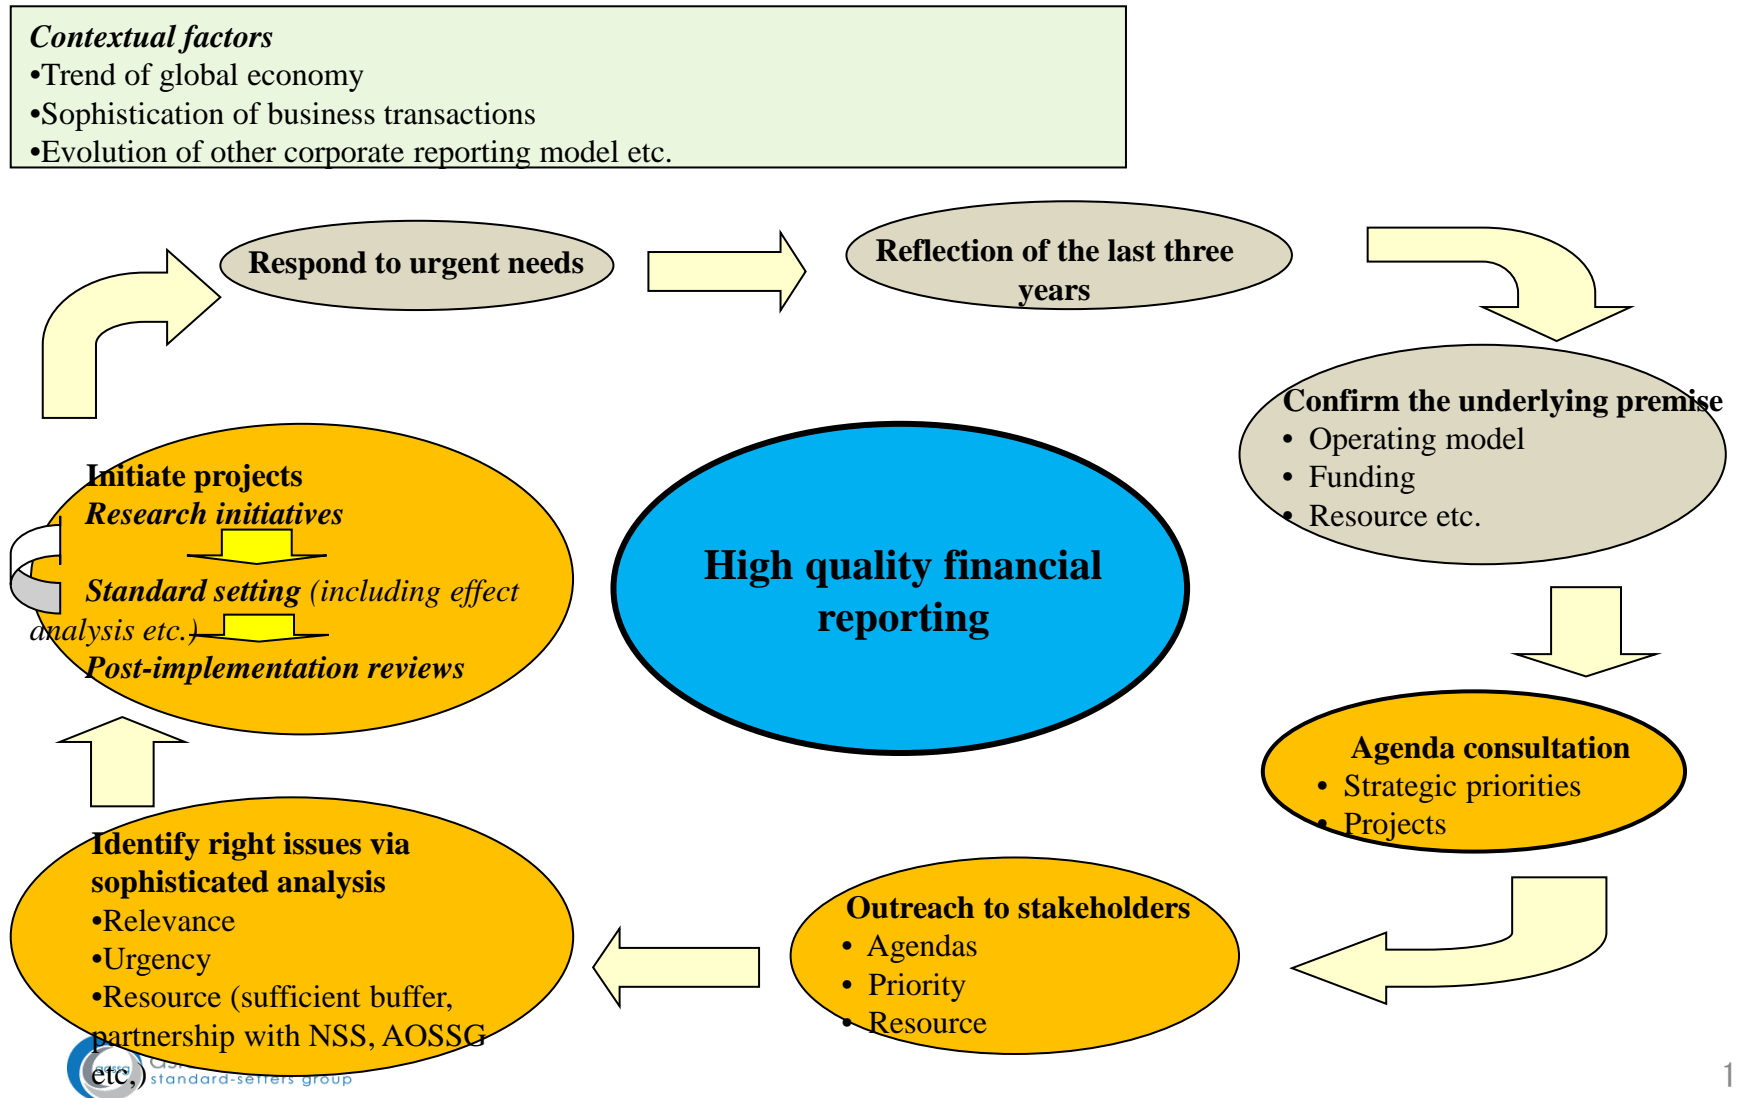 Contextual factors
•Trend of global economy
•Sophistication of business transactions
•Evolution of other corporate reporting model etc.
Respond to urgent needs
Reflection of the last three
years
Confirm the underlying premise
• Operating model
• Funding
• Resource etc.
Initiate projects
Research initiatives
Standard setting (including effect
analysis etc.)
Post-implementation reviews
High quality financial
reporting
Agenda consultation
• Strategic priorities
• Projects
Identify right issues via
sophisticated analysis
•Relevance
•Urgency
•Resource (sufficient buffer,
partnership with NSS, AOSSG
etc,)
Outreach to stakeholders
• Agendas
• Priority
• Resource
standard-setters group
1